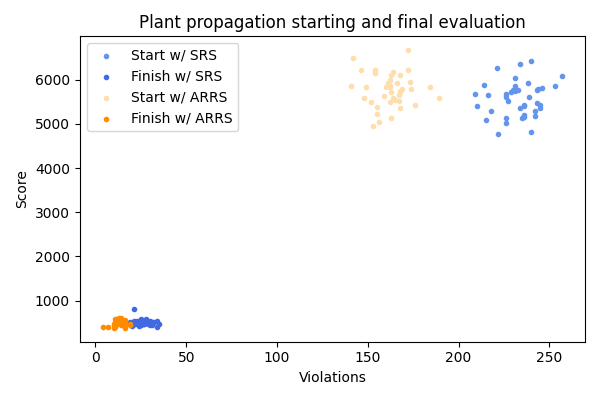 Plant propagation starting and final evaluation
Start w/ SRS
Finish w/ SRS
Start w/ ARRS
Finish w/ ARRS
Score
6000
5000
4000
3000
2000
1000
0
50
100
150
200
250
Violations